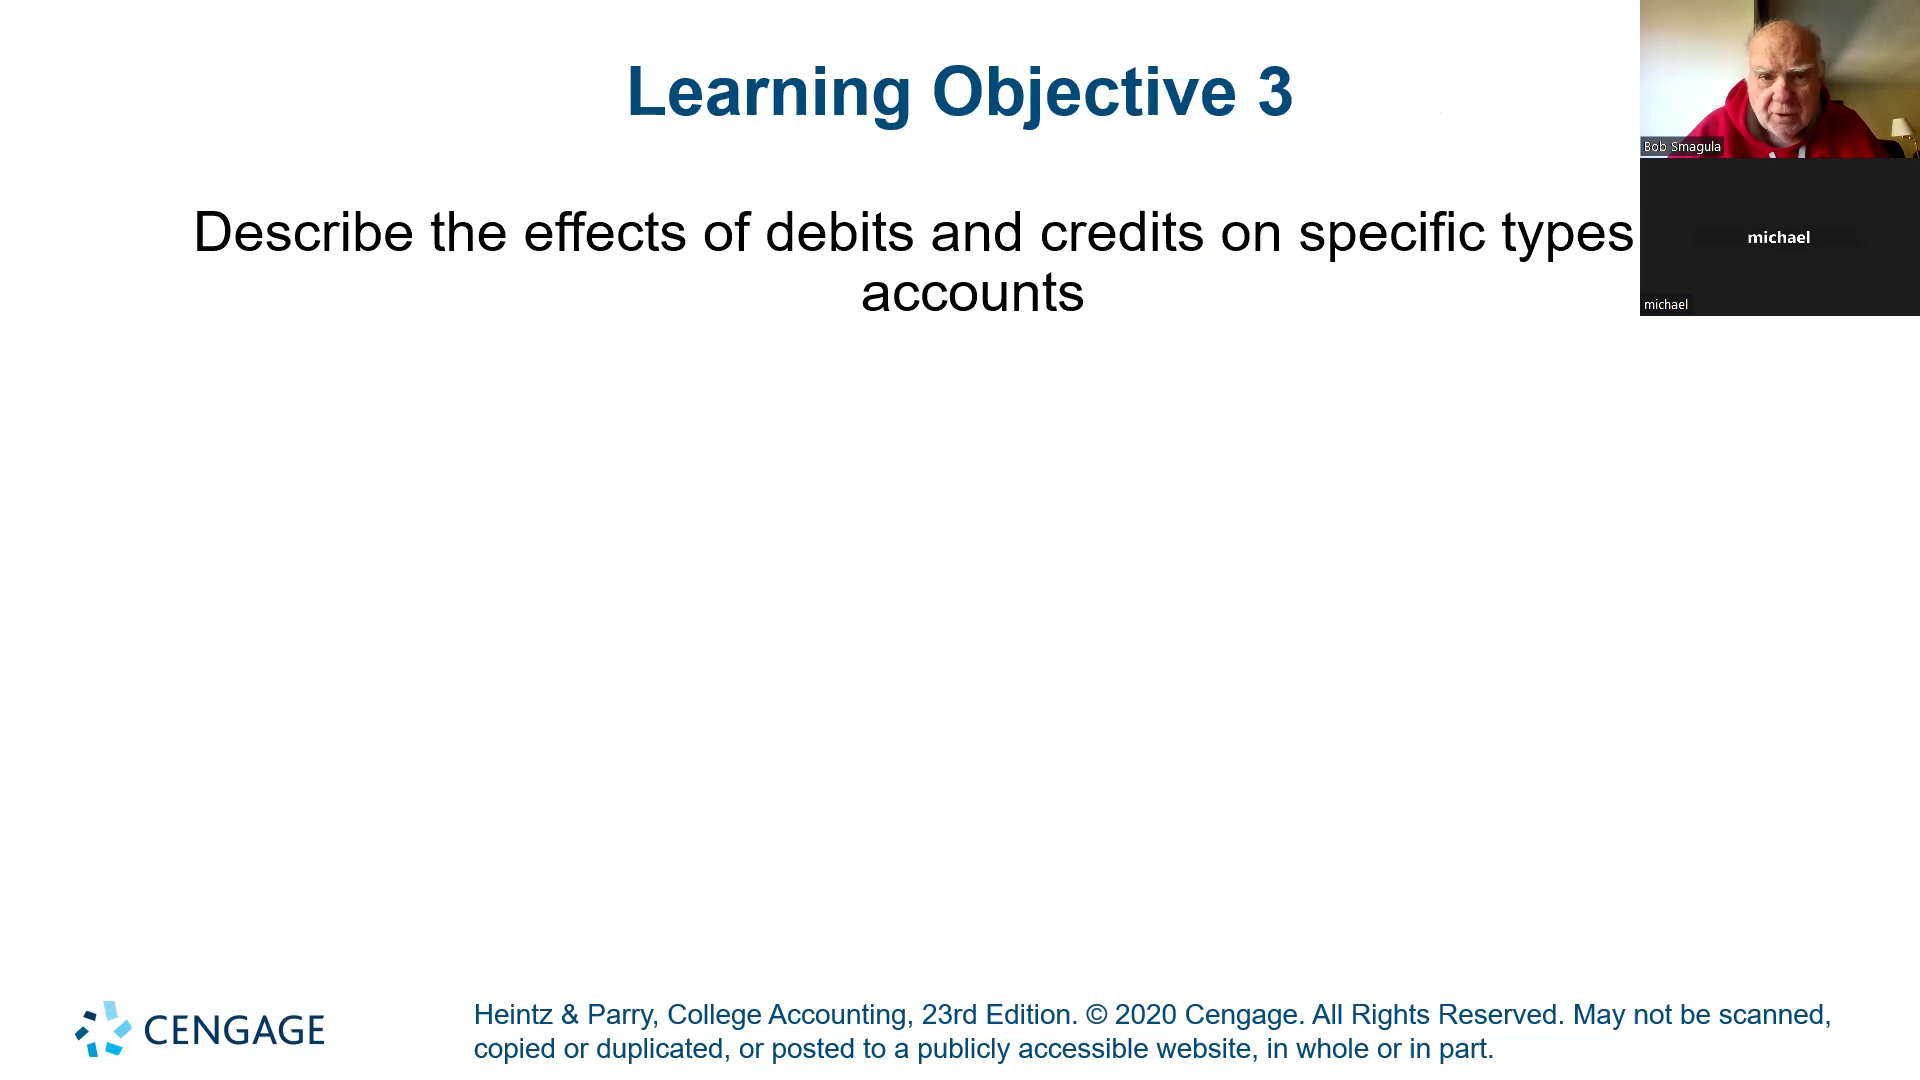 Learning Objective 3
Bob Smagula
Describe the effects of debits and credits on specific types
accounts
michael
michael
CENGAGE
Heintz & Parry, College Accounting, 23rd Edition. © 2020 Cengage. All Rights Reserved. May not be scanned,
copied or duplicated, or posted to a publicly accessible website, in whole or in part.